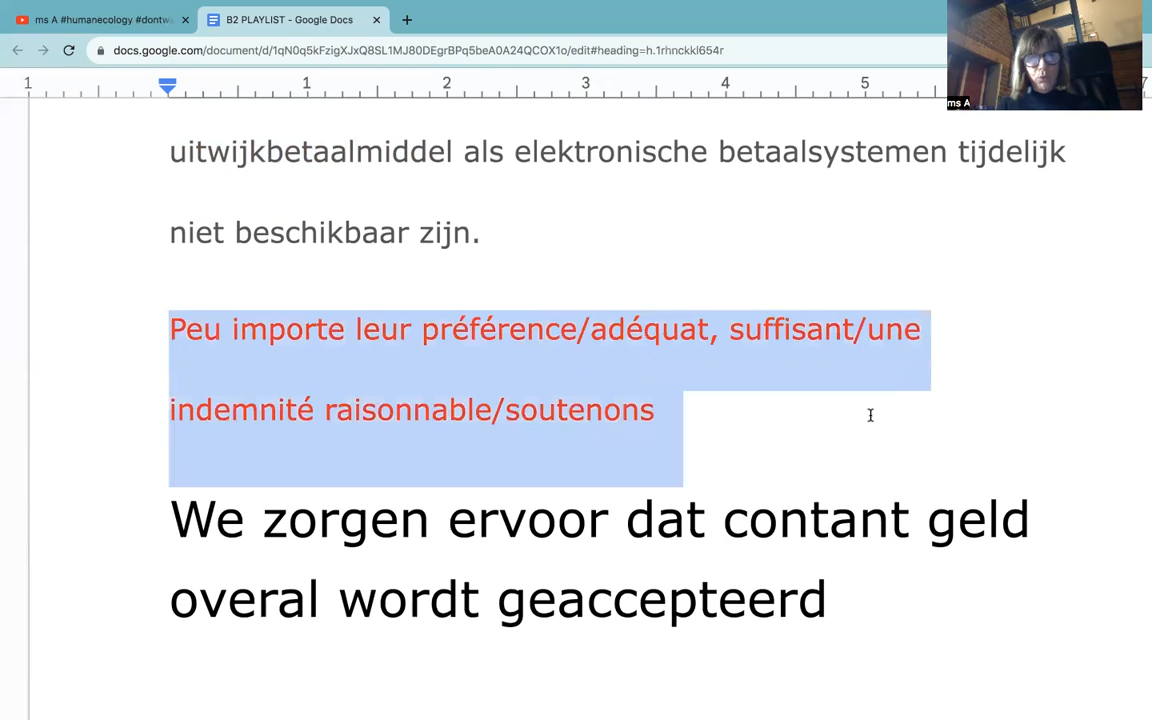 ms A #humanecology #dontwa
B2 PLAYLIST - Google Docs
docs.google.com/document/d/1qN0q5kFzigXJxQ8SL1MJ80DEgrBPq5beA0A24QCOX1o/edit#heading=h.1rhnckkl654r
1 1 2 3 4 5 7
ms A
uitwijkbetaalmiddel als elektronische betaalsystemen tijdelijk
niet beschikbaar zijn.
Peu importe leur préférence/adéquat, suffisant/une
indemnité raisonnable/soutenons
We zorgen ervoor dat contant geld
overal wordt geaccepteerd